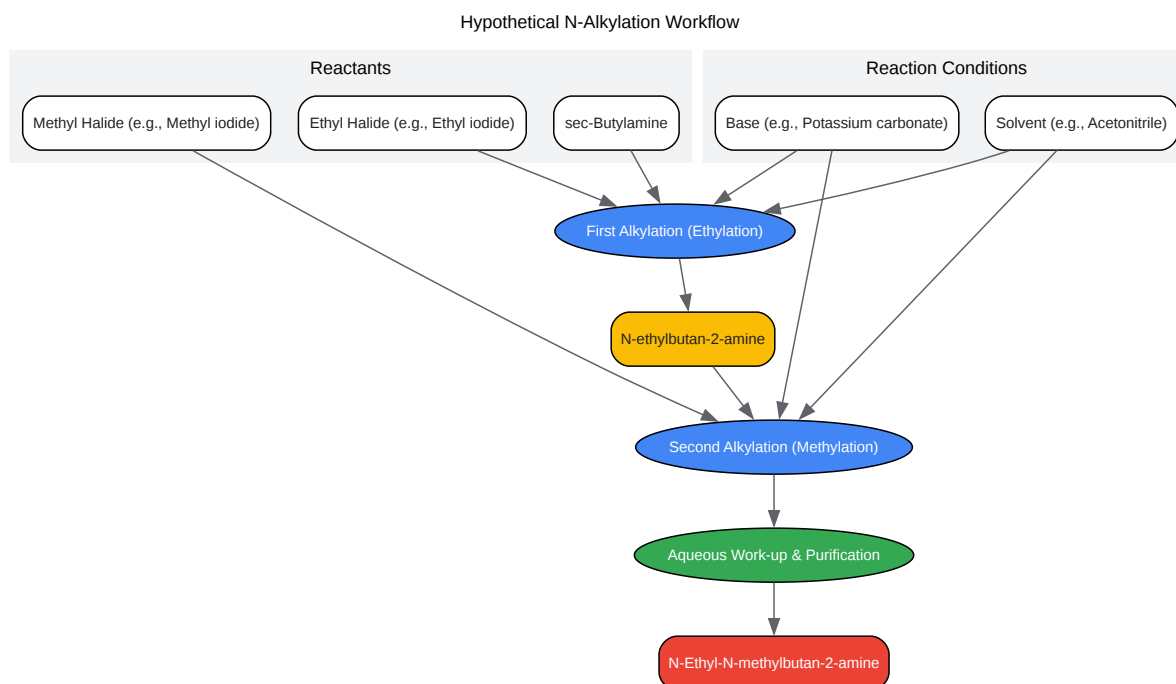 Hypothetical N-Alkylation Workflow
Reactants
Reaction Conditions
Methyl Halide (e.g., Methyl iodide)
Ethyl Halide (e.g., Ethyl iodide)
sec-Butylamine
Base (e.g., Potassium carbonate)
Solvent (e.g., Acetonitrile)
First Alkylation (Ethylation)
N-ethylbutan-2-amine
Second Alkylation (Methylation)
Aqueous Work-up & Purification
N-Ethyl-N-methylbutan-2-amine